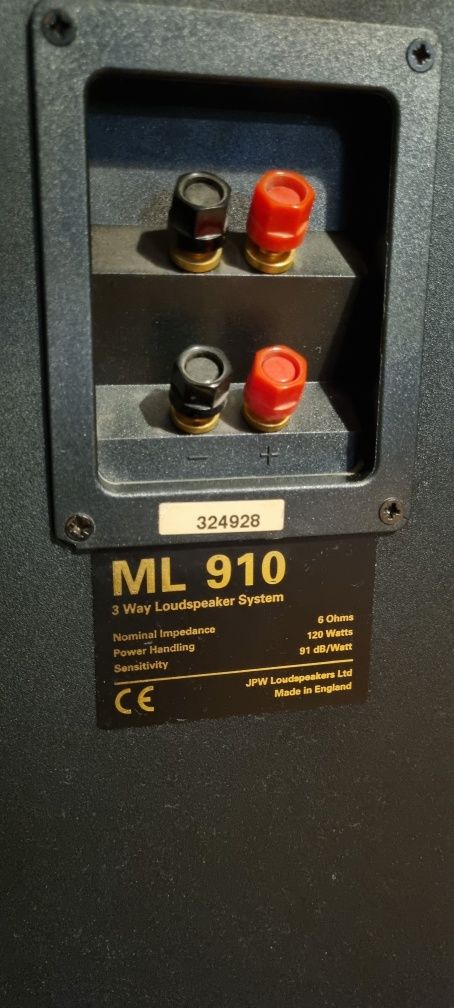 − +
324928
ML 910
3 Way Loudspeaker System
Nominal Impedance 6 Ohms
Power Handling 120 Watts
Sensitivity 91 dB/Watt
CE JPW Loudspeakers Ltd
Made in England